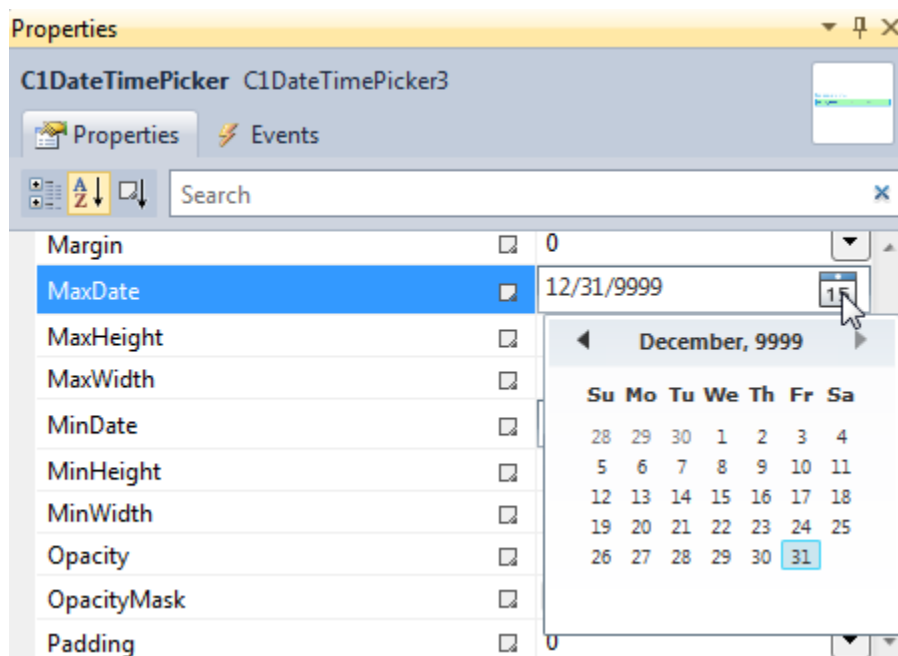 Properties
C1DateTimePicker C1DateTimePicker3
Properties Events
Search
Margin 0
MaxDate 12/31/9999 15
MaxHeight
MaxWidth
MinDate
MinHeight
MinWidth
Opacity
OpacityMask
Padding 0
December, 9999
Su Mo Tu We Th Fr Sa
28 29 30 1 2 3 4
5 6 7 8 9 10 11
12 13 14 15 16 17 18
19 20 21 22 23 24 25
26 27 28 29 30 31